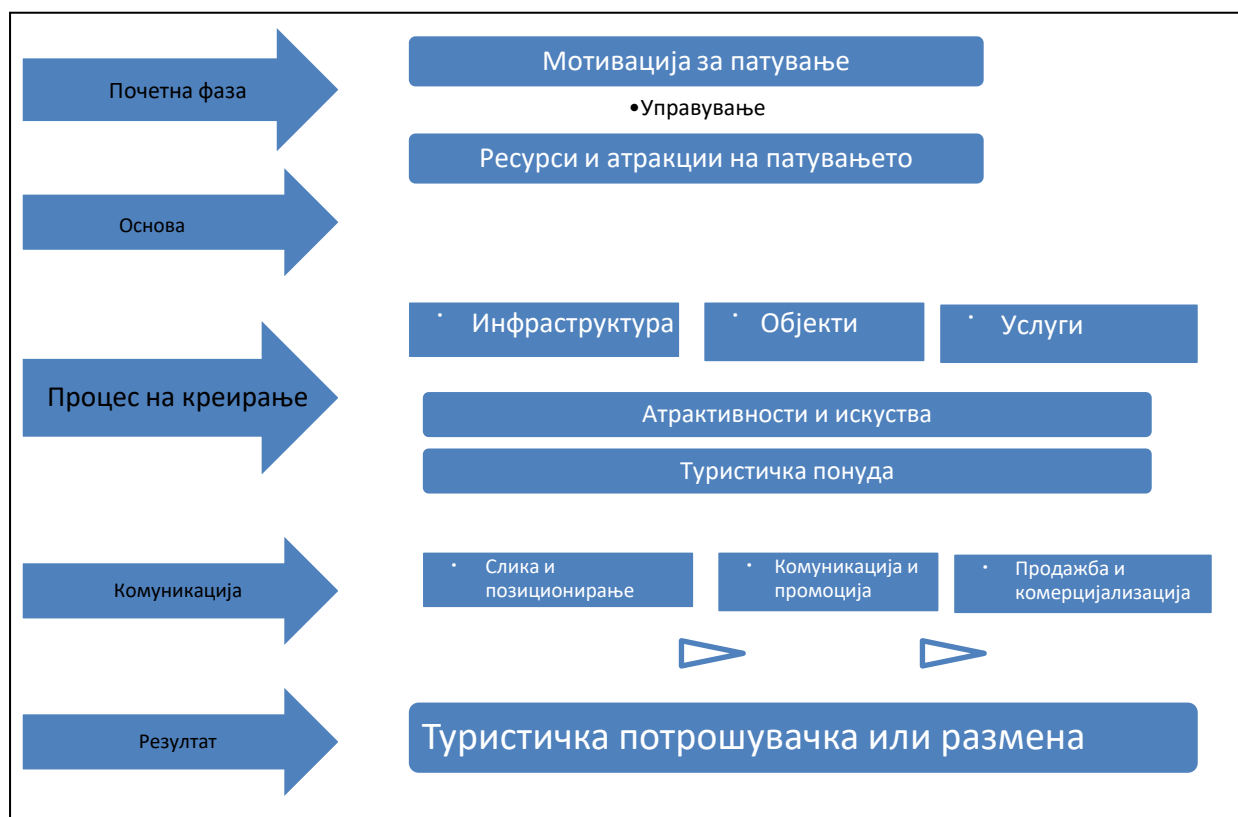 Почетна фаза
Мотивација за патување
•Управување
Ресурси и атракции на патувањето
Основа
Процес на креирање
• Инфраструктура
• Објекти
• Услуги
Атрактивности и искуства
Туристичка понуда
Комуникација
• Слика и
позиционирање
• Комуникација и
промоција
• Продажба и
комерцијализација
Резултат
Туристичка потрошувачка или размена